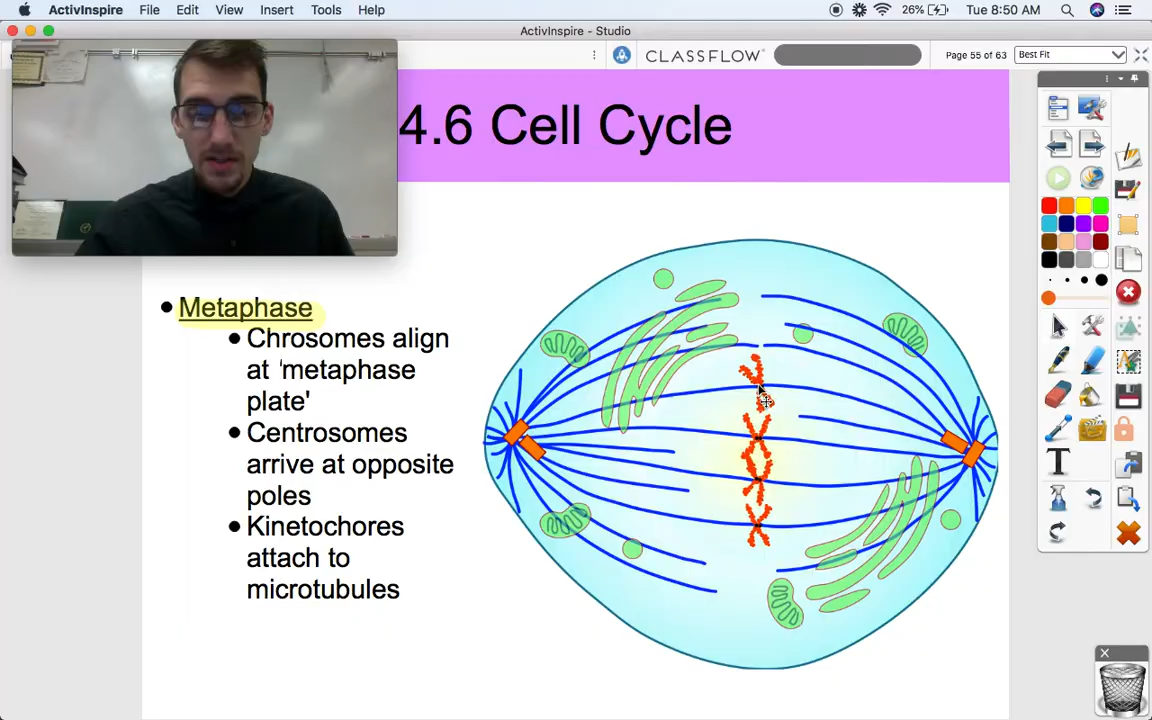 ActivInspire File Edit View Insert Tools Help 26% Tue 8:50 AM
ActivInspire - Studio
CLASSFLOW Page 55 of 63 Best Fit
4.6 Cell Cycle
Metaphase
Chrosomes align
at 'metaphase
plate'
Centrosomes
arrive at opposite
poles
Kinetochores
attach to
microtubules